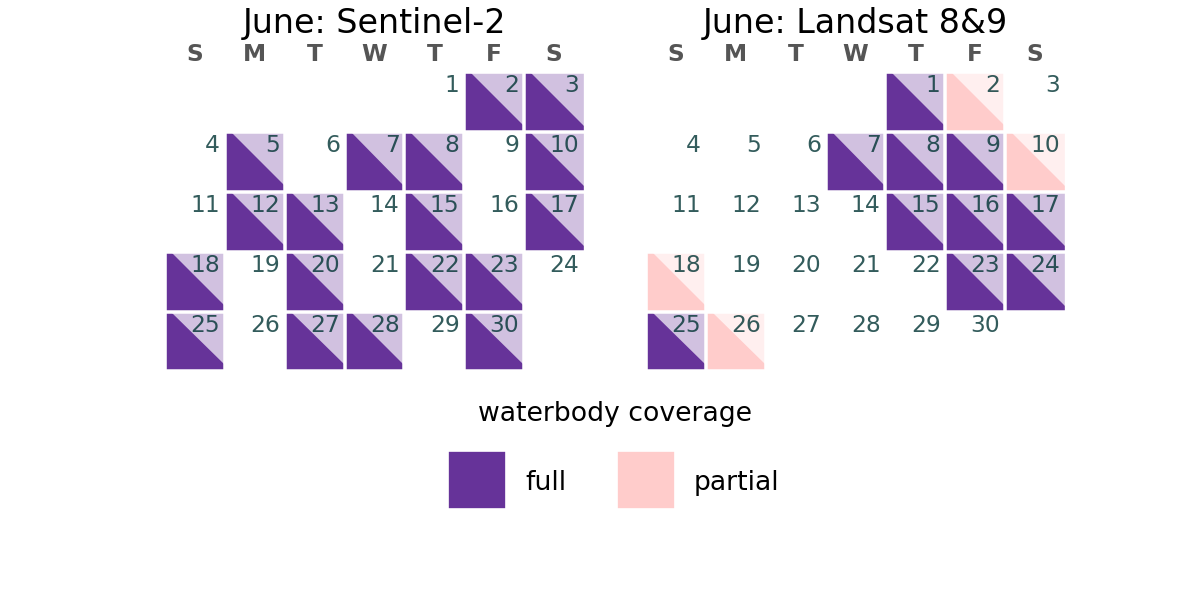 June: Sentinel-2
S M T W T F S
1 2 3
4 5 6 7 8 9 10
11 12 13 14 15 16 17
18 19 20 21 22 23 24
25 26 27 28 29 30
June: Landsat 8&9
S M T W T F S
1 2 3
4 5 6 7 8 9 10
11 12 13 14 15 16 17
18 19 20 21 22 23 24
25 26 27 28 29 30
waterbody coverage
full
partial